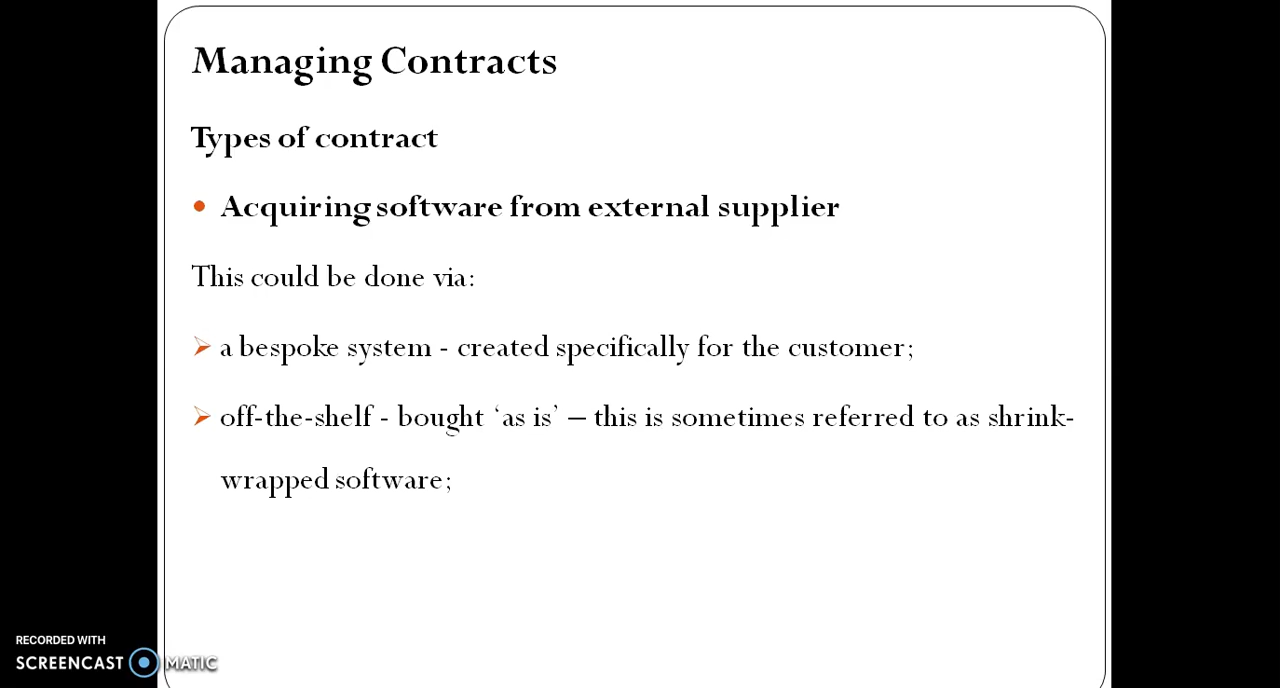 Managing Contracts
Types of contract
Acquiring software from external supplier
This could be done via:
a bespoke system - created specifically for the customer;
off-the-shelf - bought ‘as is’ – this is sometimes referred to as shrink-
wrapped software;
RECORDED WITH
SCREENCAST MATIC